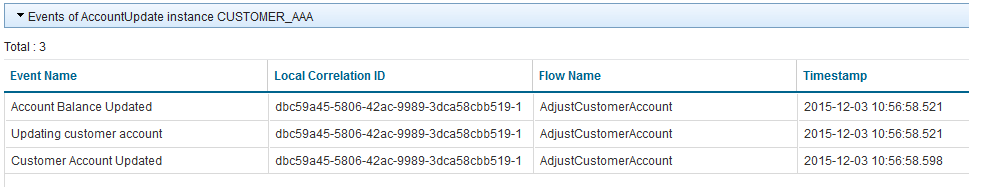 Events of AccountUpdate instance CUSTOMER_AAA
Total : 3
Event Name Local Correlation ID Flow Name Timestamp
Account Balance Updated dbc59a45-5806-42ac-9989-3dca58cbb519-1 AdjustCustomerAccount 2015-12-03 10:56:58.521
Updating customer account dbc59a45-5806-42ac-9989-3dca58cbb519-1 AdjustCustomerAccount 2015-12-03 10:56:58.521
Customer Account Updated dbc59a45-5806-42ac-9989-3dca58cbb519-1 AdjustCustomerAccount 2015-12-03 10:56:58.598